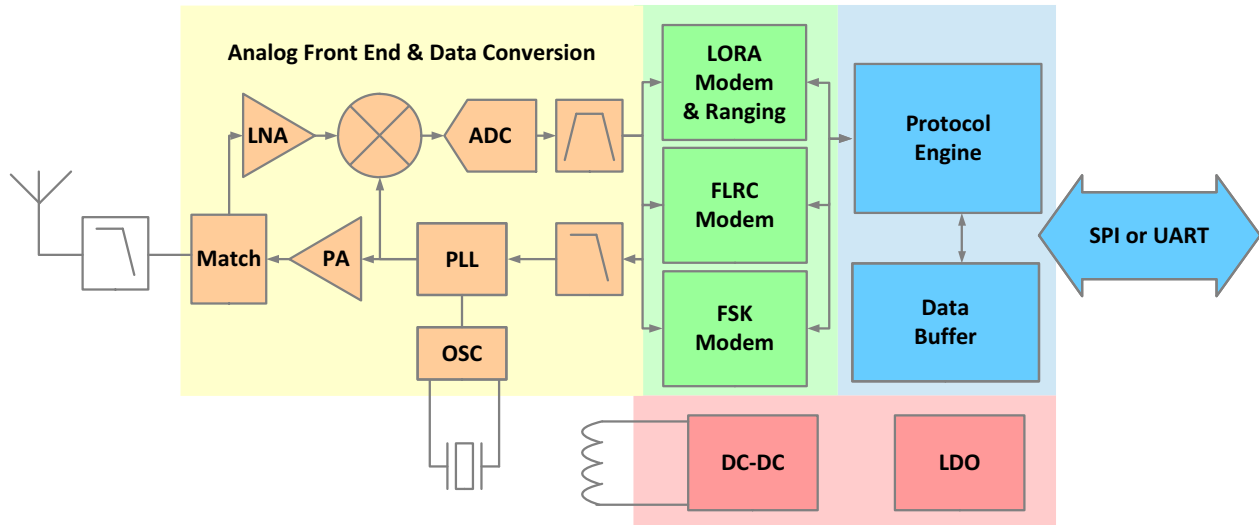 Analog Front End & Data Conversion
LORA
Modem
& Ranging
Protocol
Engine
LNA
ADC
FLRC
Modem
SPI or UART
Match
PA
PLL
FSK
Modem
Data
Buffer
OSC
DC-DC
LDO